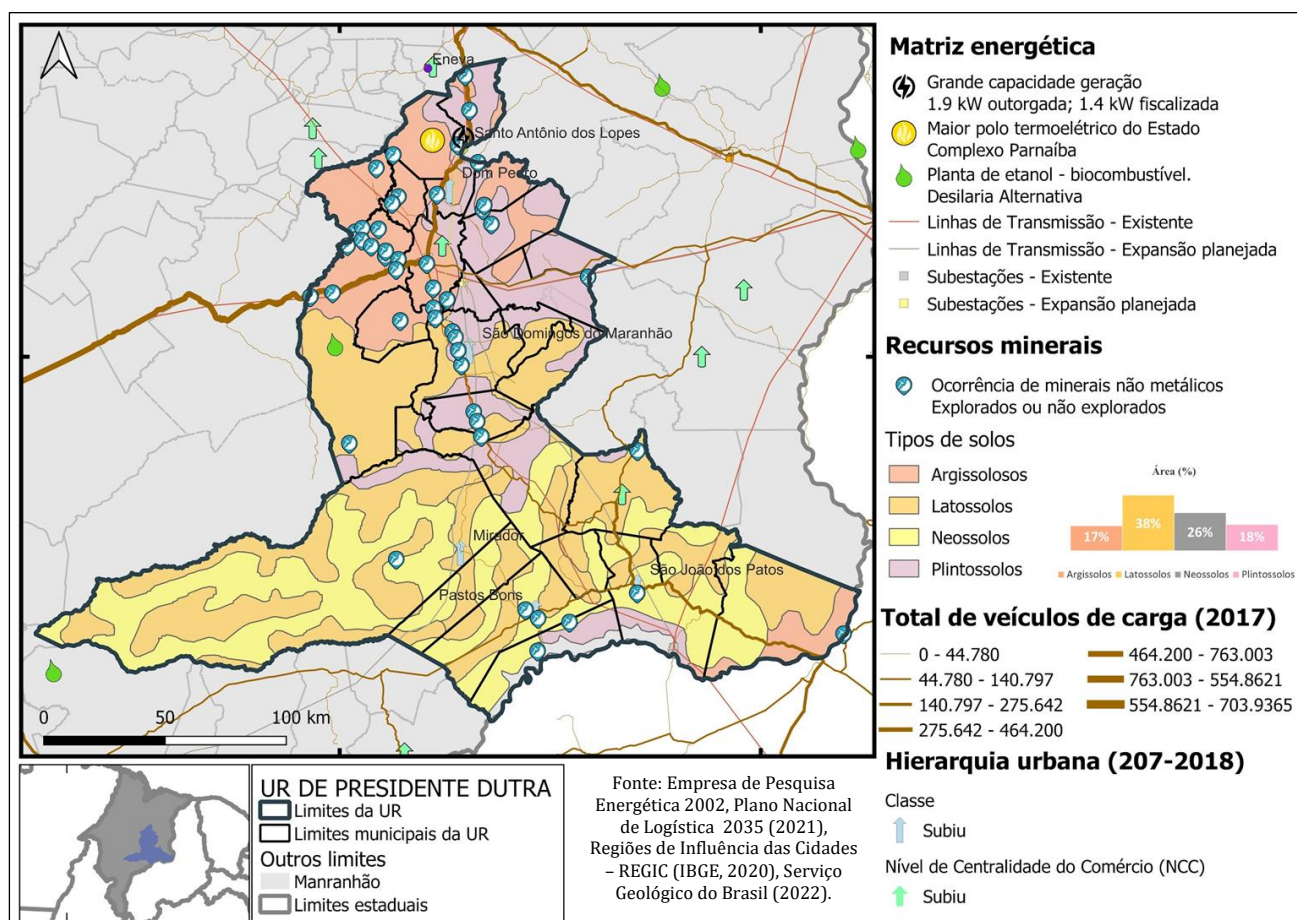 Eneva
Santo Antônio dos Lopes
Dom Pedro
São Domingos do Maranhão
Mirador
São João dos Patos
Pastos Bons
0 50 100 km
Matriz energética
Grande capacidade geração
1.9 kW outorgada; 1.4 kW fiscalizada
Maior polo termoelétrico do Estado
Complexo Parnaíba
Planta de etanol - biocombustível.
Desilaria Alternativa
Linhas de Transmissão - Existente
Linhas de Transmissão - Expansão planejada
Subestações - Existente
Subestações - Expansão planejada
Recursos minerais
Ocorrência de minerais não metálicos
Explorados ou não explorados
Tipos de solos
Argissolosos
Latossolos
Neossolos
Plintossolos
Área (%)
17% 38% 26% 18%
Argissolos Latossolos Neossolos Plintossolos
Total de veículos de carga (2017)
0 - 44.780
44.780 - 140.797
140.797 - 275.642
275.642 - 464.200
464.200 - 763.003
763.003 - 554.8621
554.8621 - 703.9365
Hierarquia urbana (207-2018)
Classe
Subiu
Nível de Centralidade do Comércio (NCC)
Subiu
UR DE PRESIDENTE DUTRA
Limites da UR
Limites municipais da UR
Outros limites
Manranhão
Limites estaduais
Fonte: Empresa de Pesquisa
Energética 2002, Plano Nacional
de Logística 2035 (2021),
Regiões de Influência das Cidades
– REGIC (IBGE, 2020), Serviço
Geológico do Brasil (2022).